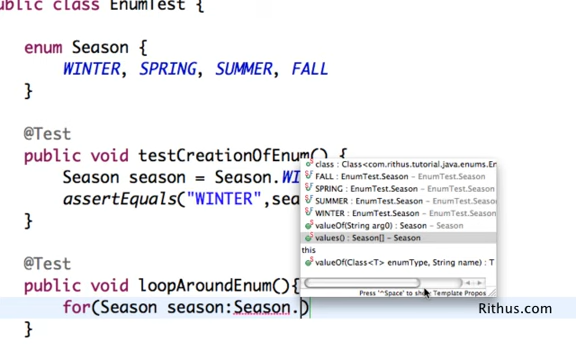 public class EnumTest {
enum Season {
WINTER, SPRING, SUMMER, FALL
}
@Test
public void testCreationOfEnum() {
Season season = Season.WI
assertEquals("WINTER",sea
}
@Test
public void loopAroundEnum(){
for(Season season:Season.)
}
class : Class<com.rithus.tutorial.java.enums.En
FALL : EnumTest.Season – EnumTest.Season
SPRING : EnumTest.Season – EnumTest.Season
SUMMER : EnumTest.Season – EnumTest.Season
WINTER : EnumTest.Season – EnumTest.Season
valueOf(String arg0) : Season – Season
values() : Season[] – Season
this
valueOf(Class<T> enumType, String name) : T
Press '^Space' to show Template Propos
Rithus.com